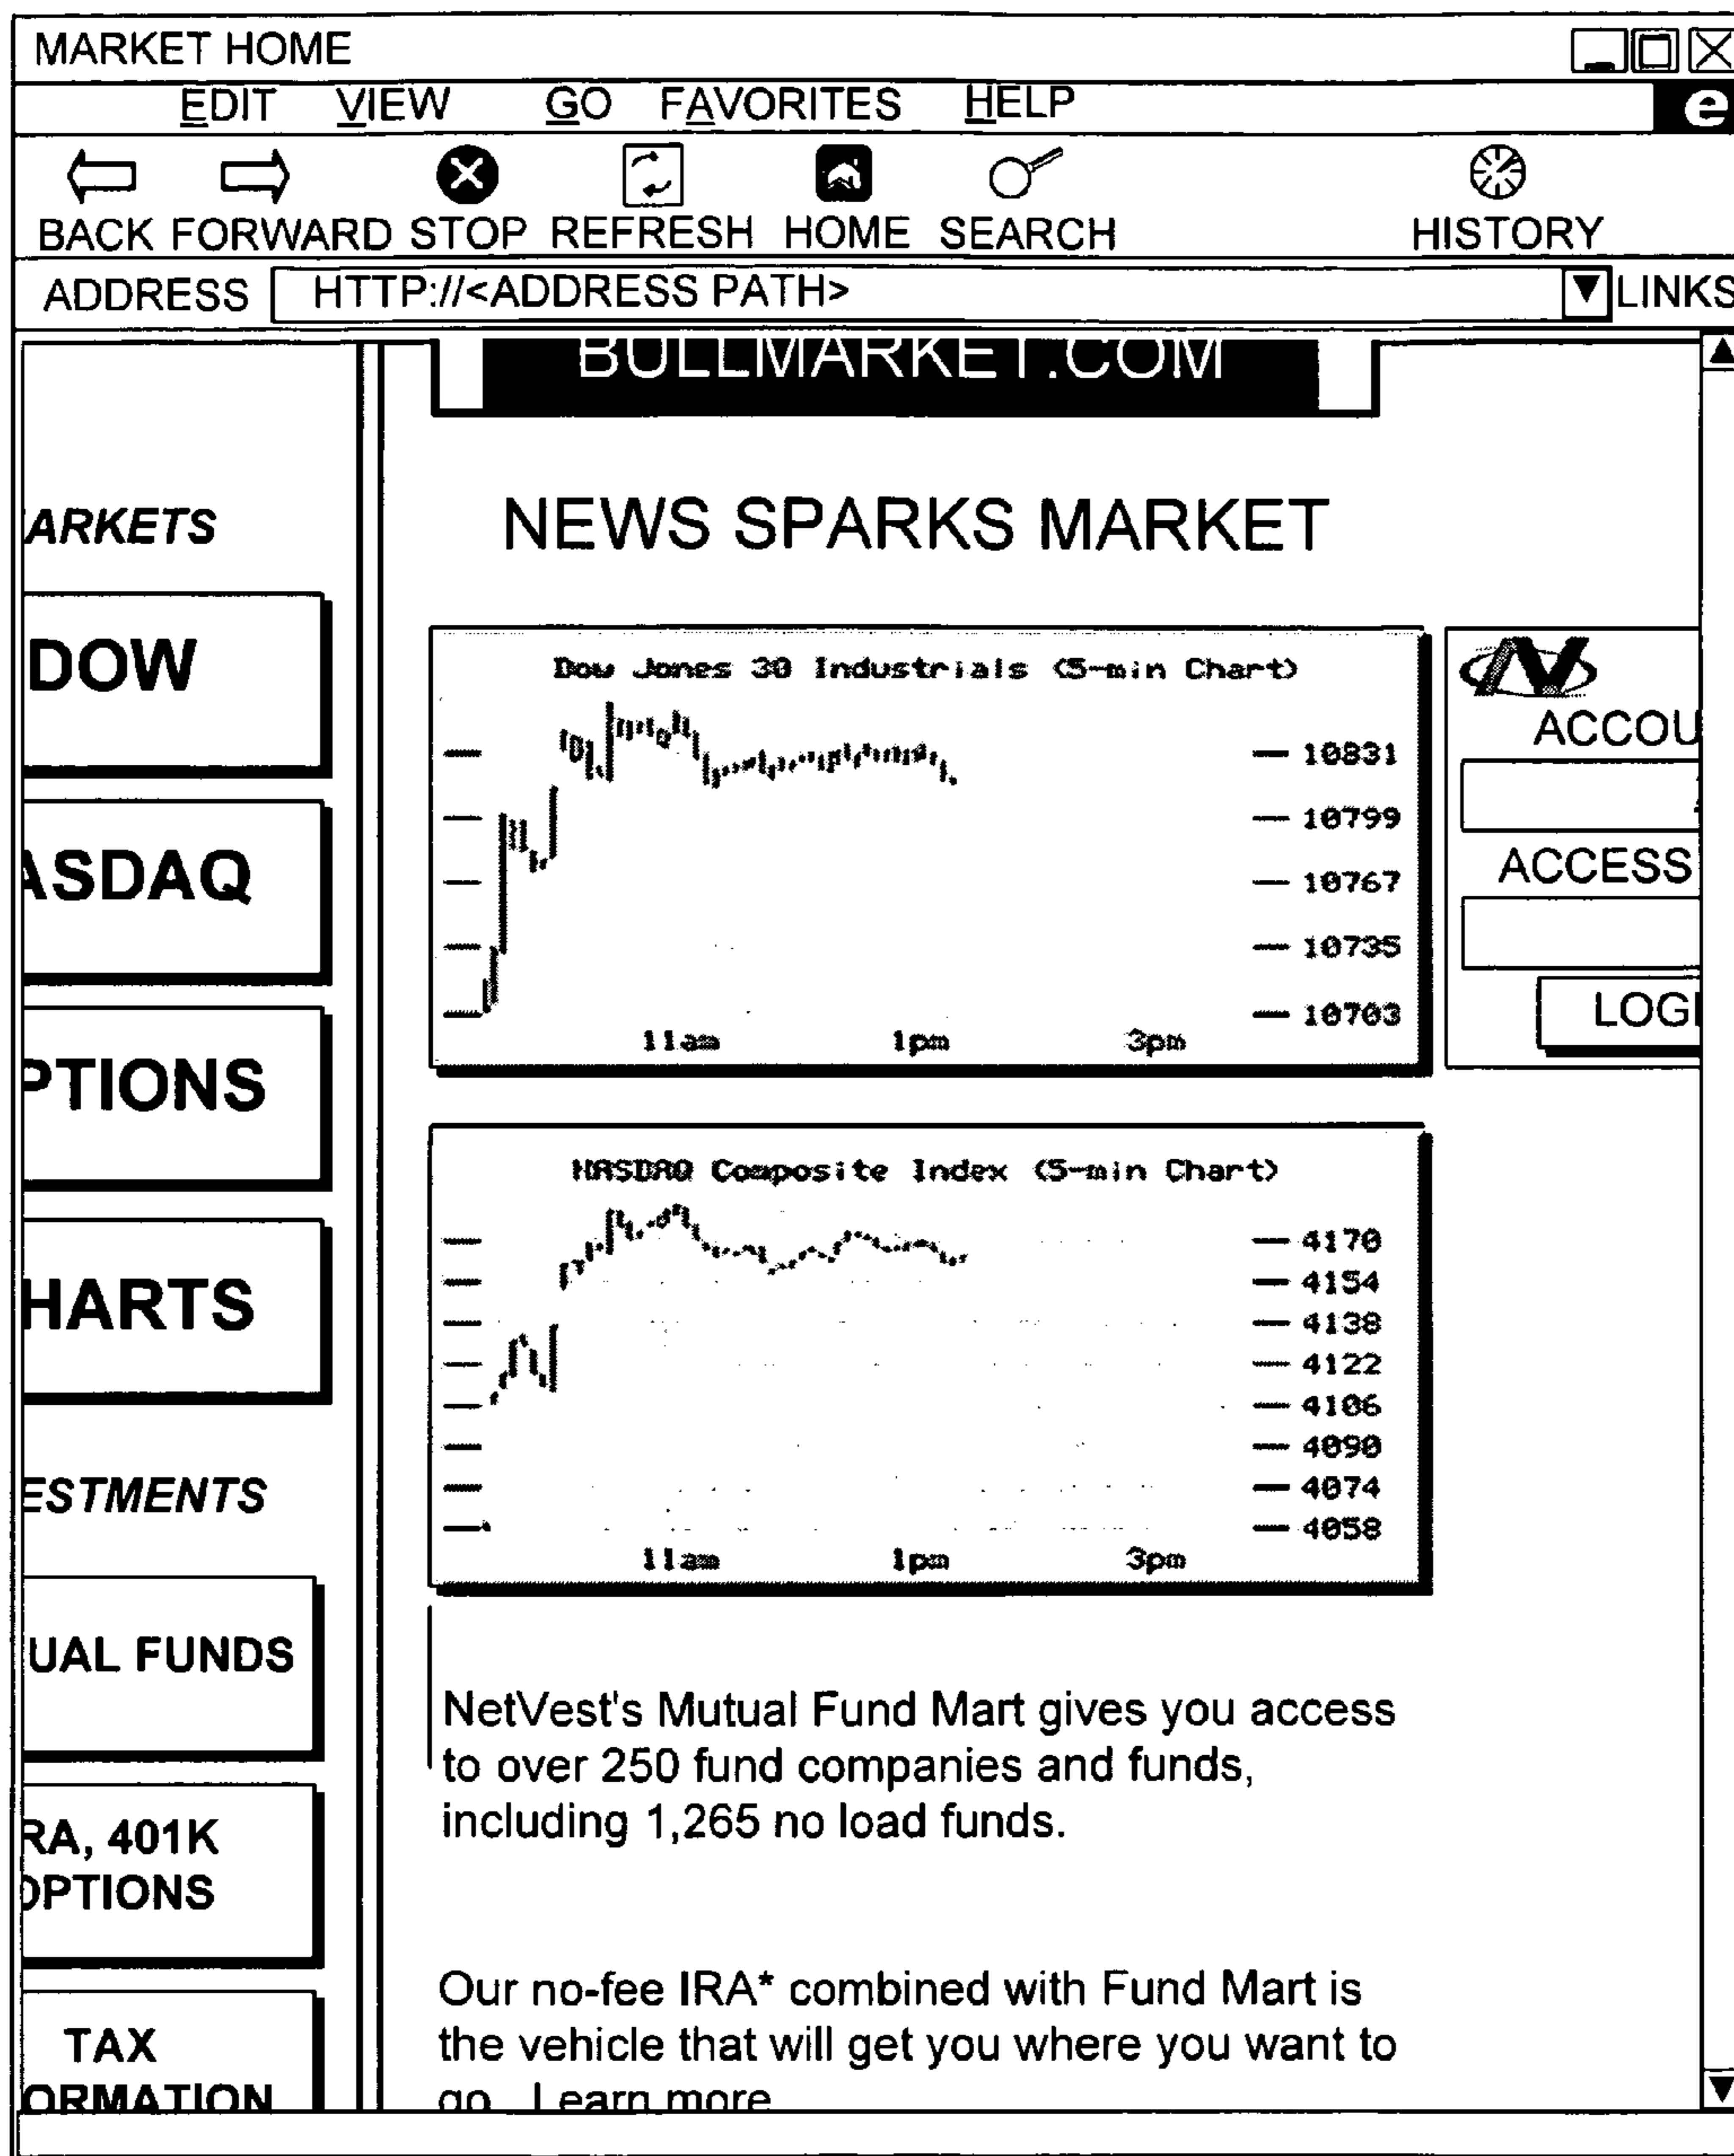 MARKET HOME
EDIT VIEW GO FAVORITES HELP
e
BACK FORWARD STOP REFRESH HOME SEARCH HISTORY
ADDRESS HTTP://<ADDRESS PATH> LINKS
BULLMARKET.COM
ARKETS
DOW
ASDAQ
PTIONS
HARTS
ESTMENTS
UAL FUNDS
RA, 401K
OPTIONS
TAX
ORMATION
NEWS SPARKS MARKET
Dow Jones 30 Industrials (5-min Chart)
10831
10799
10767
10735
10703
11am 1pm 3pm
ACCOU
ACCESS
LOGI
NASDAQ Composite Index (5-min Chart)
4170
4154
4138
4122
4106
4090
4074
4058
11am 1pm 3pm
NetVest's Mutual Fund Mart gives you access
to over 250 fund companies and funds,
including 1,265 no load funds.
Our no-fee IRA* combined with Fund Mart is
the vehicle that will get you where you want to
go. Learn more